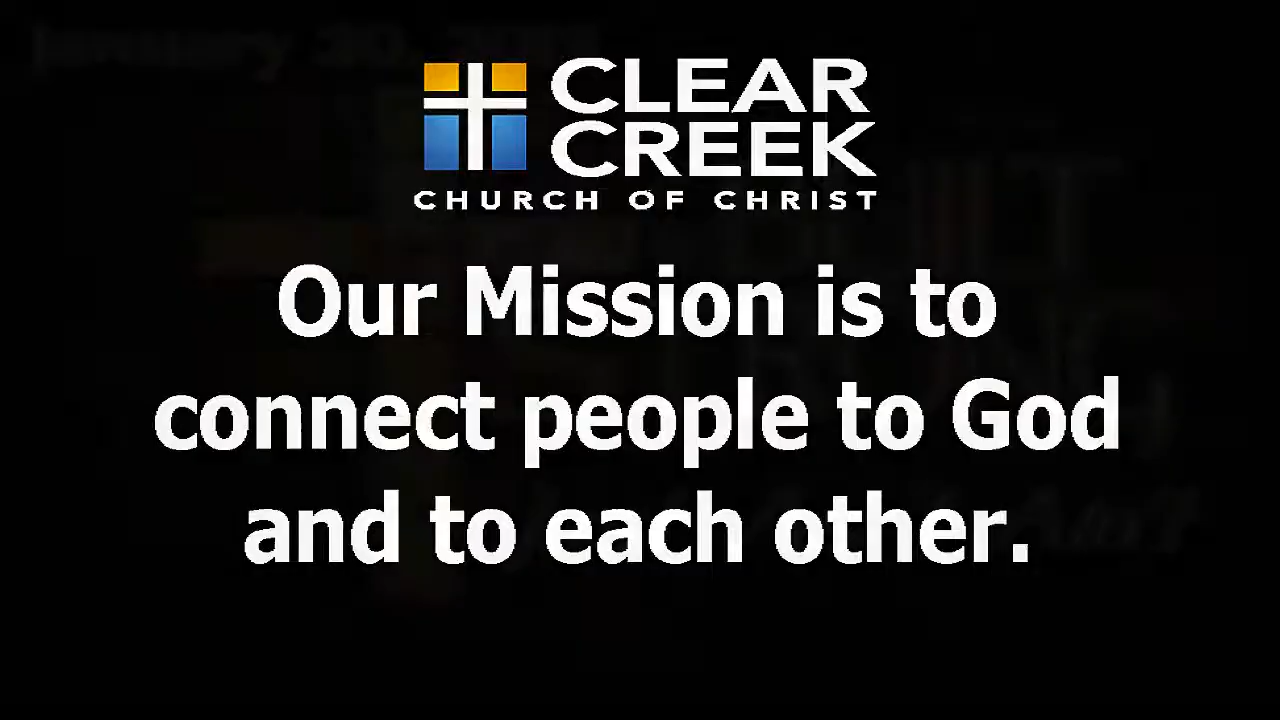 CLEAR
CREEK
CHURCH OF CHRIST
Our Mission is to
connect people to God
and to each other.